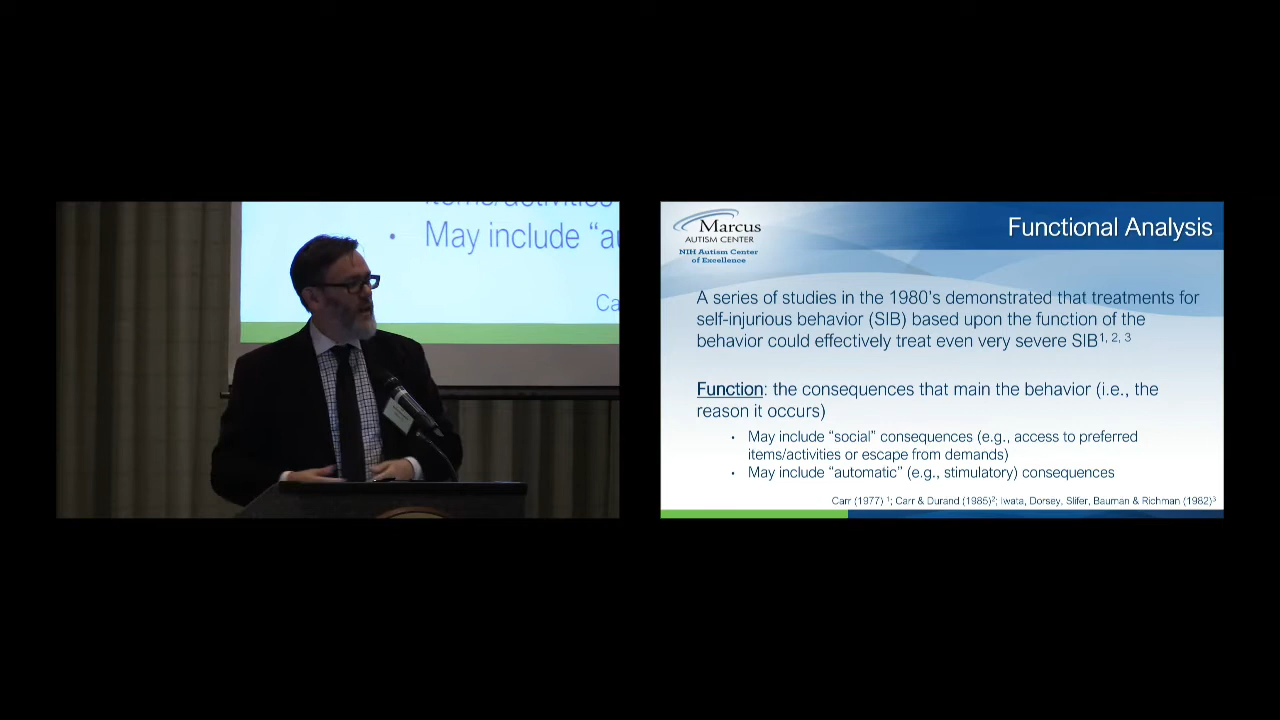 items/activities
• May include “au
Ca
Marcus
AUTISM CENTER
NIH Autism Center
of Excellence
Functional Analysis
A series of studies in the 1980's demonstrated that treatments for
self-injurious behavior (SIB) based upon the function of the
behavior could effectively treat even very severe SIB1, 2, 3
Function: the consequences that main the behavior (i.e., the
reason it occurs)
• May include “social” consequences (e.g., access to preferred
items/activities or escape from demands)
• May include “automatic” (e.g., stimulatory) consequences
Carr (1977) 1; Carr & Durand (1985)2; Iwata, Dorsey, Slifer, Bauman & Richman (1982)3